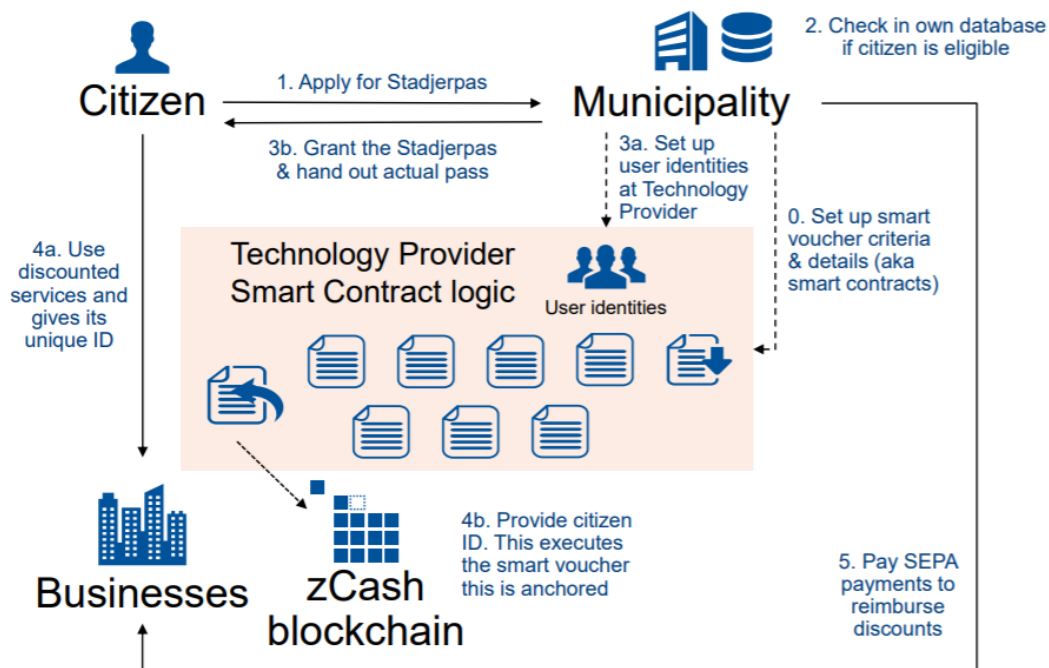 2. Check in own database
if citizen is eligible
Citizen
1. Apply for Stadjerpas
Municipality
3b. Grant the Stadjerpas
& hand out actual pass
3a. Set up
user identities
at Technology
Provider
0. Set up smart
voucher criteria
& details (aka
smart contracts)
4a. Use
discounted
services and
gives its
unique ID
Technology Provider
Smart Contract logic
User identities
Businesses
zCash
blockchain
4b. Provide citizen
ID. This executes
the smart voucher
this is anchored
5. Pay SEPA
payments to
reimburse
discounts